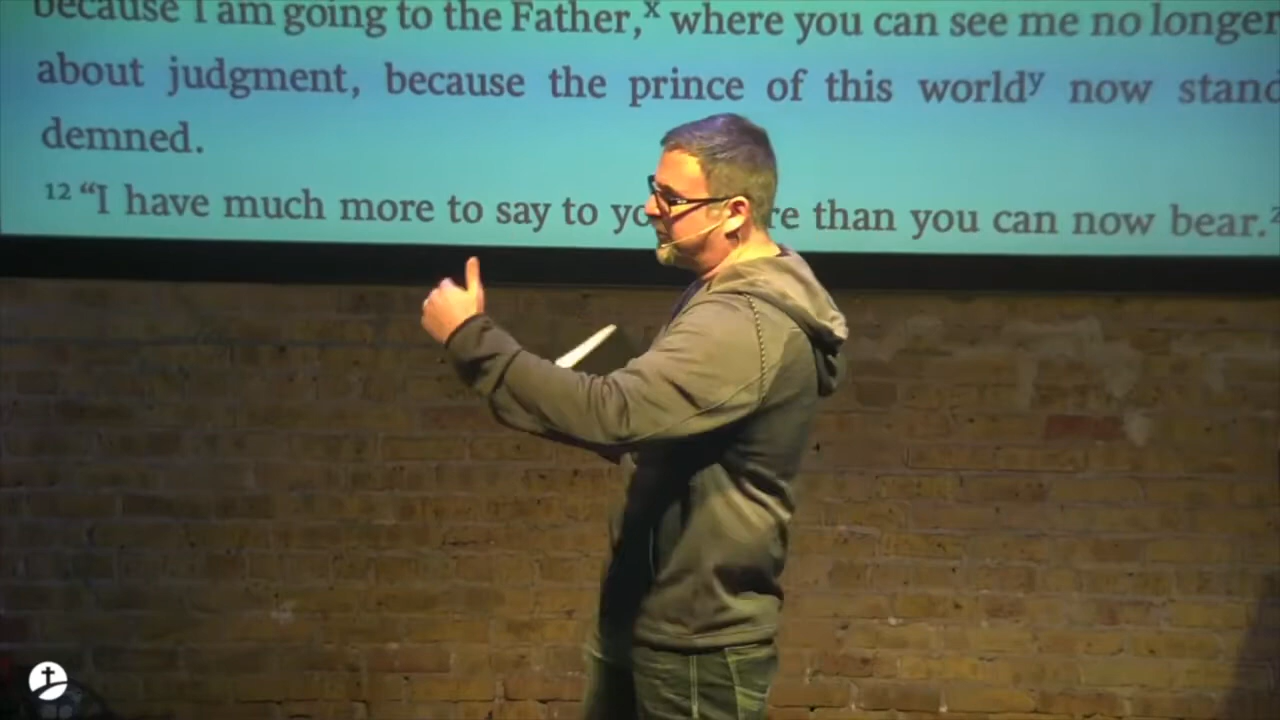 because I am going to the Father,ˣ where you can see me no longer
about judgment, because the prince of this worldʸ now stand
demned.
¹² “I have much more to say to yo re than you can now bear.ᶻ